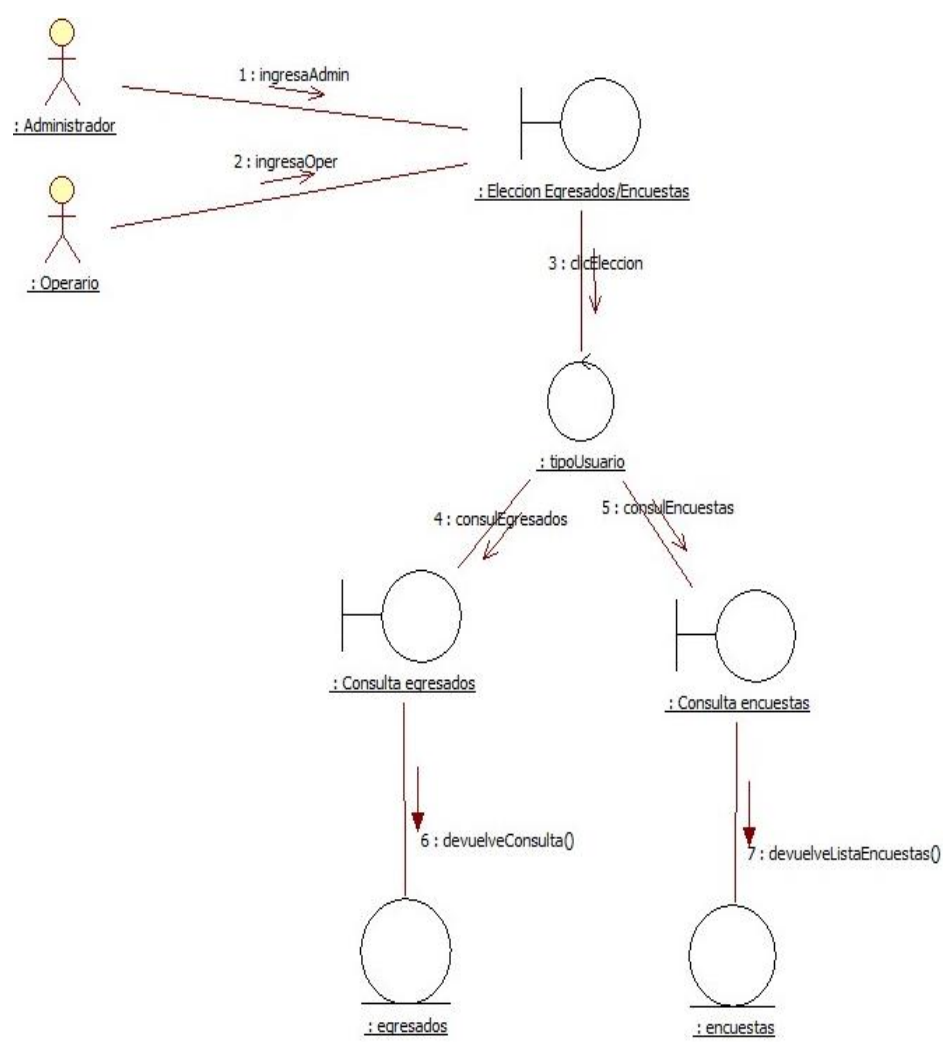 1 : ingresaAdmin
: Administrador
2 : ingresaOper
: Eleccion Egresados/Encuestas
: Operario
3 : clicEleccion
: tipoUsuario
4 : consulEgresados
5 : consulEncuestas
: Consulta egresados
: Consulta encuestas
6 : devuelveConsulta()
7 : devuelveListaEncuestas()
: egresados
: encuestas